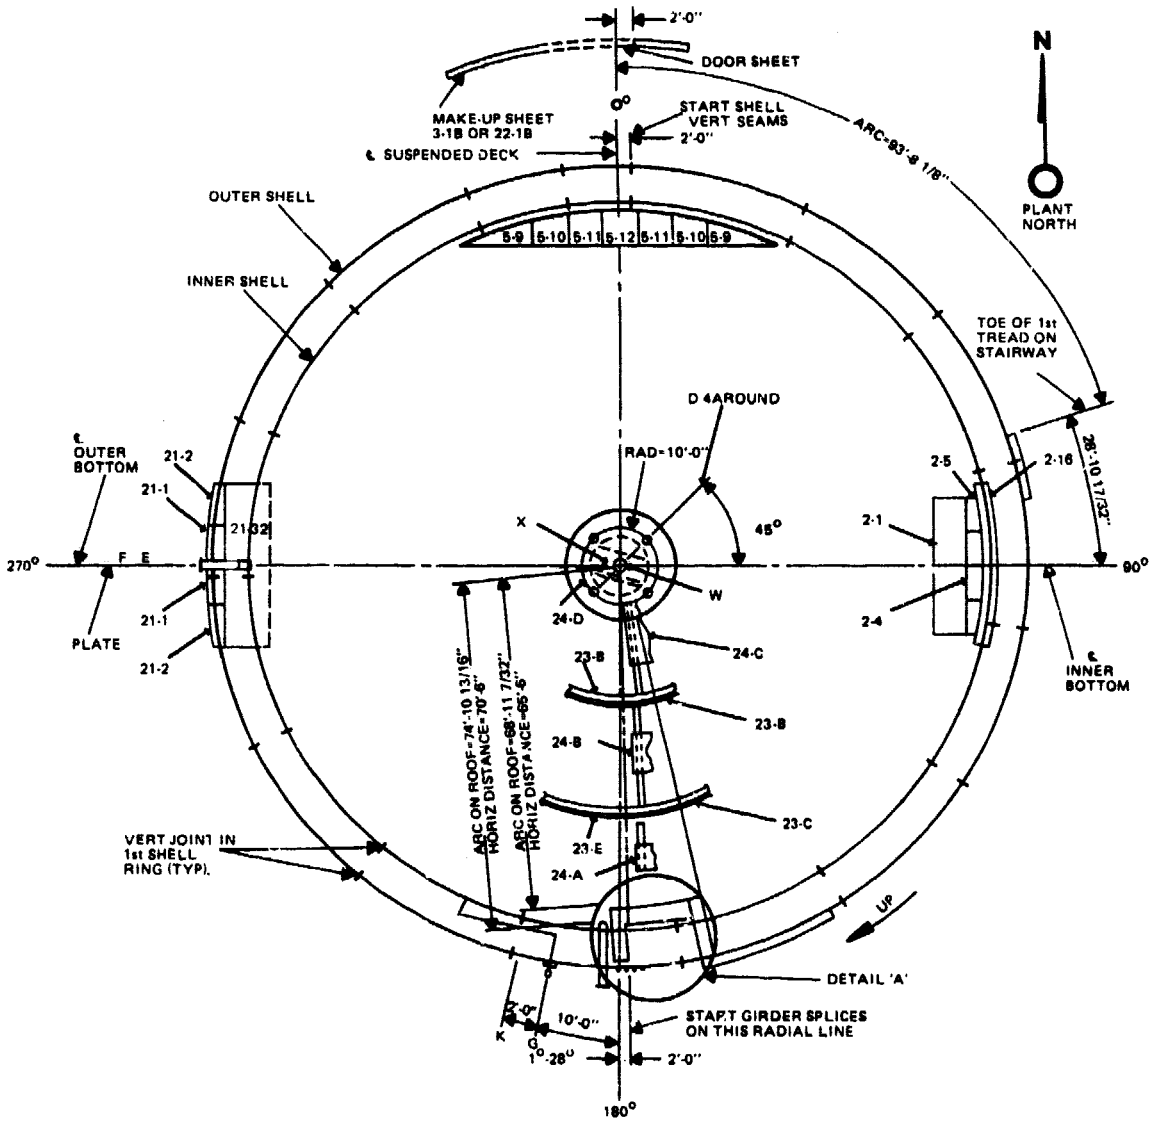 2'-0"
DOOR SHEET
N
MAKE-UP SHEET
3-1B OR 22-1B
0°
START SHELL
VERT SEAMS
2'-0"
ARC=93'-8 1/8"
℄ SUSPENDED DECK
PLANT
NORTH
OUTER SHELL
INNER SHELL
5-9 5-10 5-11 5-12 5-11 5-10 5-9
TOE OF 1st
TREAD ON
STAIRWAY
D 4 AROUND
RAD=10'-0"
℄
OUTER
BOTTOM
21-2
21-1
21-32
X
45°
2-5
2-16
28'-10 17/32"
2-1
270°
F E
90°
W
21-1
24-D
2-4
PLATE
21-2
24-C
℄
INNER
BOTTOM
23-B
23-B
24-B
ARC ON ROOF=74'-10 13/16"
HORIZ DISTANCE=70'-6"
ARC ON ROOF=68'-11 7/32"
HORIZ DISTANCE=65'-6"
23-C
VERT JOINT IN
1st SHELL
RING (TYP).
23-E
24-A
UP
DETAIL 'A'
2'-0"
10'-0"
K
G
START GIRDER SPLICES
ON THIS RADIAL LINE
1°-28°
2'-0"
180°